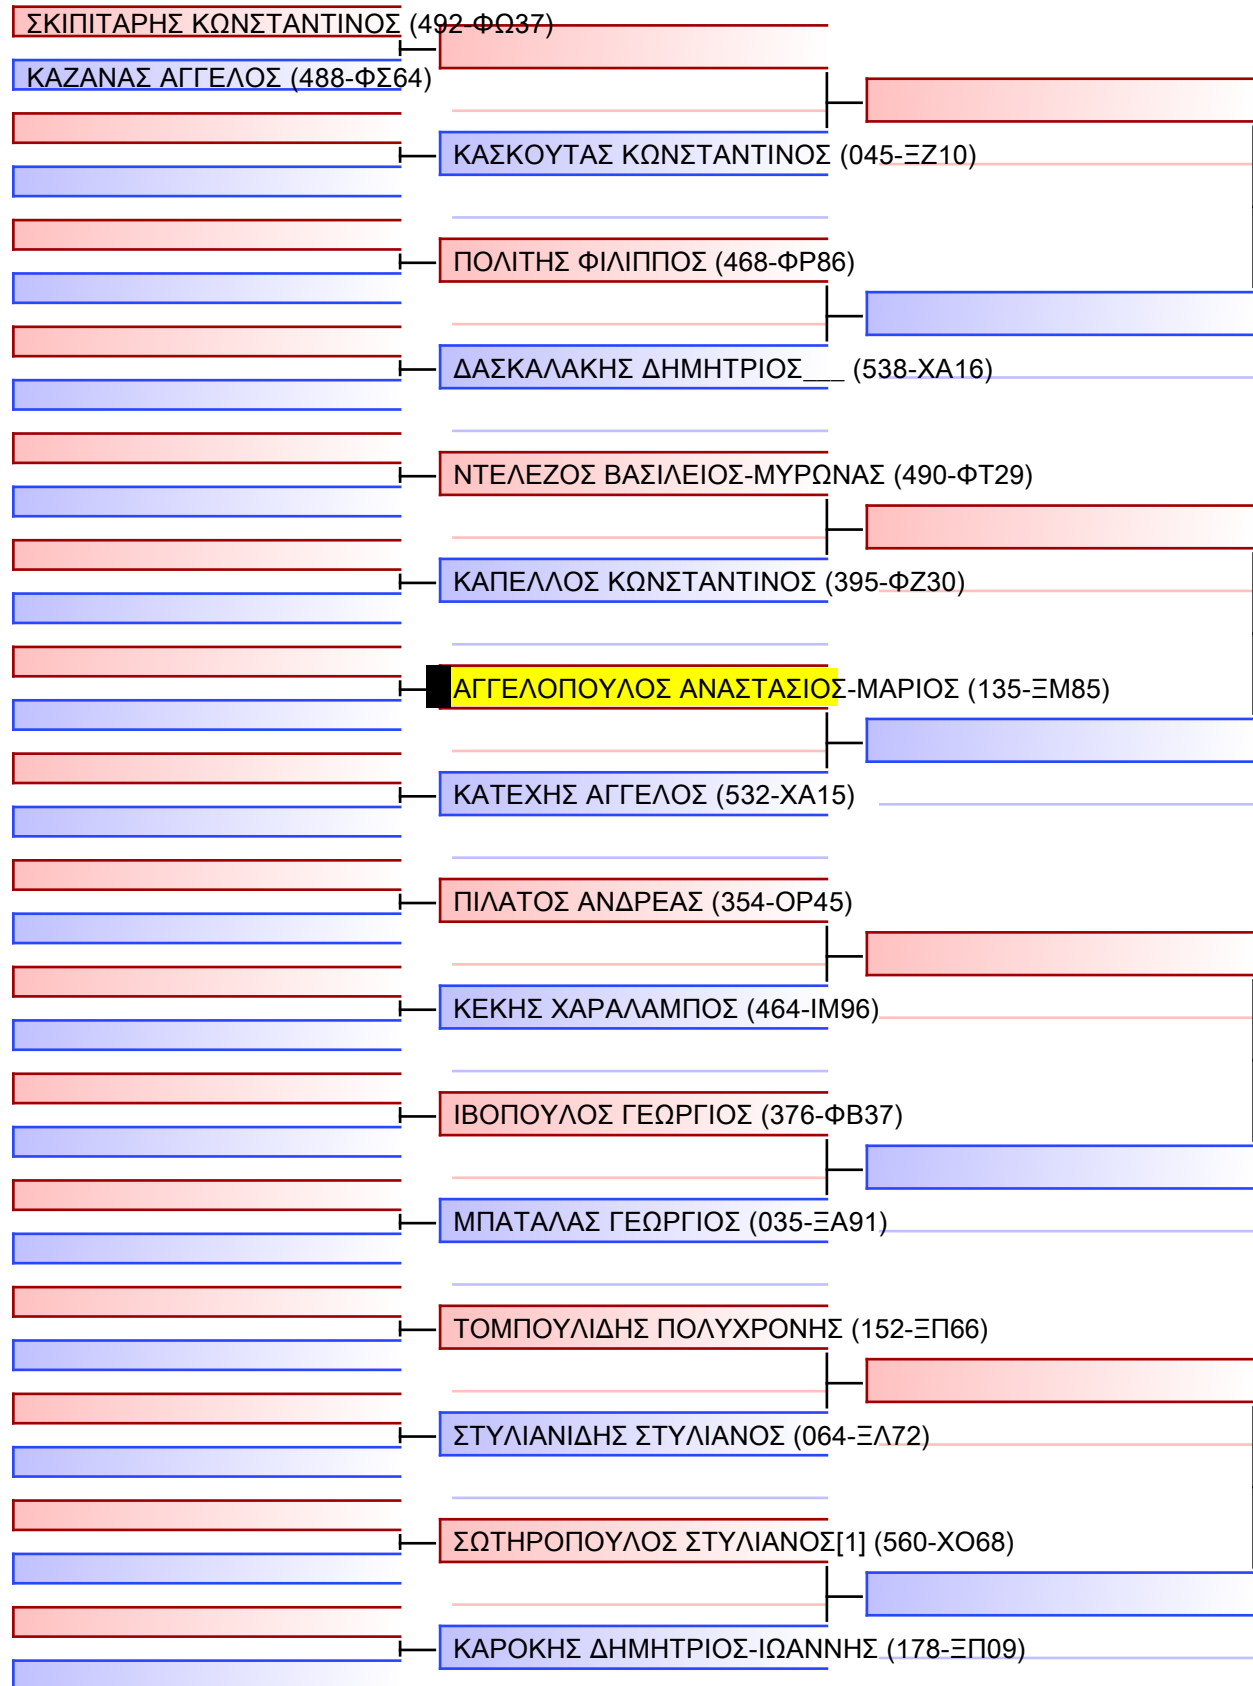 ΣΚΙΠΙΤΑΡΗΣ ΚΩΝΣΤΑΝΤΙΝΟΣ (492-ΦΩ37)
ΚΑΖΑΝΑΣ ΑΓΓΕΛΟΣ (488-ΦΣ64)
ΚΑΣΚΟΥΤΑΣ ΚΩΝΣΤΑΝΤΙΝΟΣ (045-ΞΖ10)
ΠΟΛΙΤΗΣ ΦΙΛΙΠΠΟΣ (468-ΦΡ86)
ΔΑΣΚΑΛΑΚΗΣ ΔΗΜΗΤΡΙΟΣ___ (538-ΧΑ16)
ΝΤΕΛΕΖΟΣ ΒΑΣΙΛΕΙΟΣ-ΜΥΡΩΝΑΣ (490-ΦΤ29)
ΚΑΠΕΛΛΟΣ ΚΩΝΣΤΑΝΤΙΝΟΣ (395-ΦΖ30)
ΑΓΓΕΛΟΠΟΥΛΟΣ ΑΝΑΣΤΑΣΙΟΣ-ΜΑΡΙΟΣ (135-ΞΜ85)
ΚΑΤΕΧΗΣ ΑΓΓΕΛΟΣ (532-ΧΑ15)
ΠΙΛΑΤΟΣ ΑΝΔΡΕΑΣ (354-ΟΡ45)
ΚΕΚΗΣ ΧΑΡΑΛΑΜΠΟΣ (464-ΙΜ96)
ΙΒΟΠΟΥΛΟΣ ΓΕΩΡΓΙΟΣ (376-ΦΒ37)
ΜΠΑΤΑΛΑΣ ΓΕΩΡΓΙΟΣ (035-ΞΑ91)
ΤΟΜΠΟΥΛΙΔΗΣ ΠΟΛΥΧΡΟΝΗΣ (152-ΞΠ66)
ΣΤΥΛΙΑΝΙΔΗΣ ΣΤΥΛΙΑΝΟΣ (064-ΞΛ72)
ΣΩΤΗΡΟΠΟΥΛΟΣ ΣΤΥΛΙΑΝΟΣ[1] (560-ΧΟ68)
ΚΑΡΟΚΗΣ ΔΗΜΗΤΡΙΟΣ-ΙΩΑΝΝΗΣ (178-ΞΠ09)